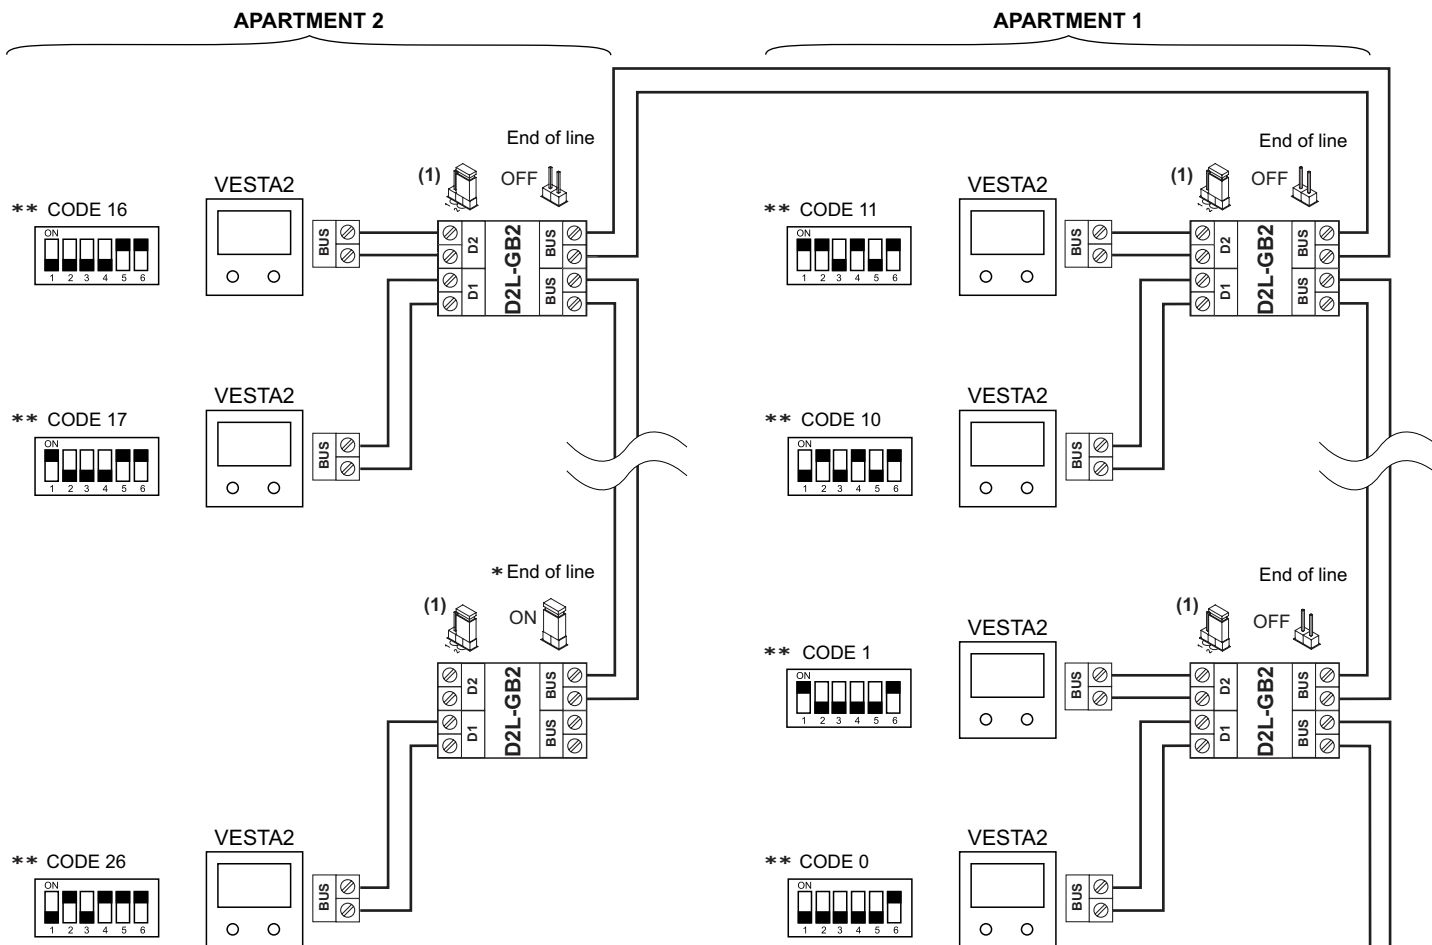 APARTMENT 2
APARTMENT 1
End of line
(1)
OFF
VESTA2
** CODE 16
ON
1 2 3 4 5 6
BUS
D2
D1
D2L-GB2
BUS
BUS
End of line
(1)
OFF
VESTA2
** CODE 11
ON
1 2 3 4 5 6
BUS
D2
D1
D2L-GB2
BUS
BUS
VESTA2
** CODE 17
ON
1 2 3 4 5 6
BUS
VESTA2
** CODE 10
ON
1 2 3 4 5 6
BUS
* End of line
(1)
ON
D2
D1
D2L-GB2
BUS
BUS
End of line
(1)
OFF
VESTA2
** CODE 1
ON
1 2 3 4 5 6
BUS
D2
D1
D2L-GB2
BUS
BUS
VESTA2
** CODE 26
ON
1 2 3 4 5 6
BUS
VESTA2
** CODE 0
ON
1 2 3 4 5 6
BUS